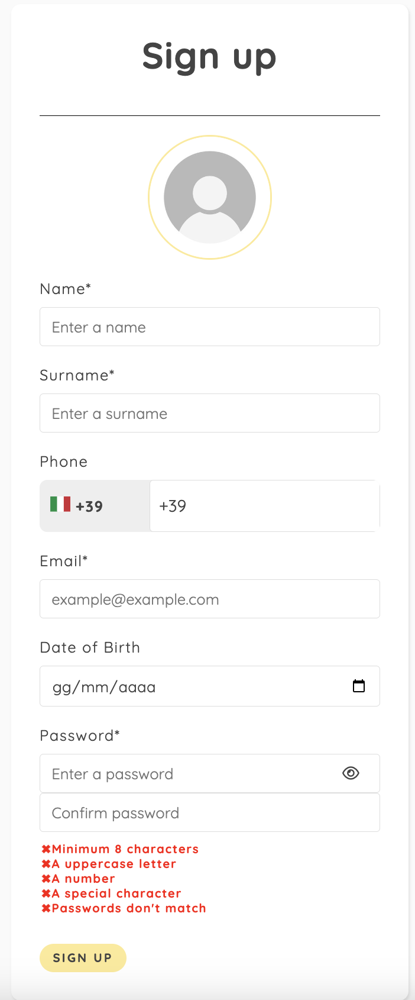 Sign up
Name*
Enter a name
Surname*
Enter a surname
Phone
+39 +39
Email*
example@example.com
Date of Birth
gg/mm/aaaa
Password*
Enter a password
Confirm password
✖Minimum 8 characters
✖A uppercase letter
✖A number
✖A special character
✖Passwords don't match
SIGN UP